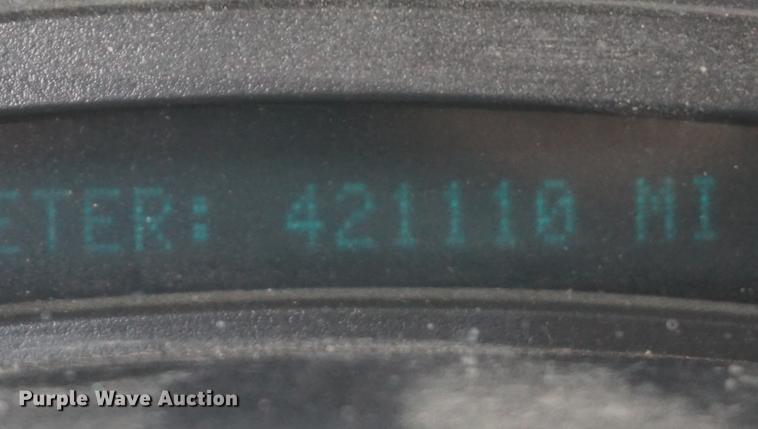 ETER: 421110 MI
Purple Wave Auction